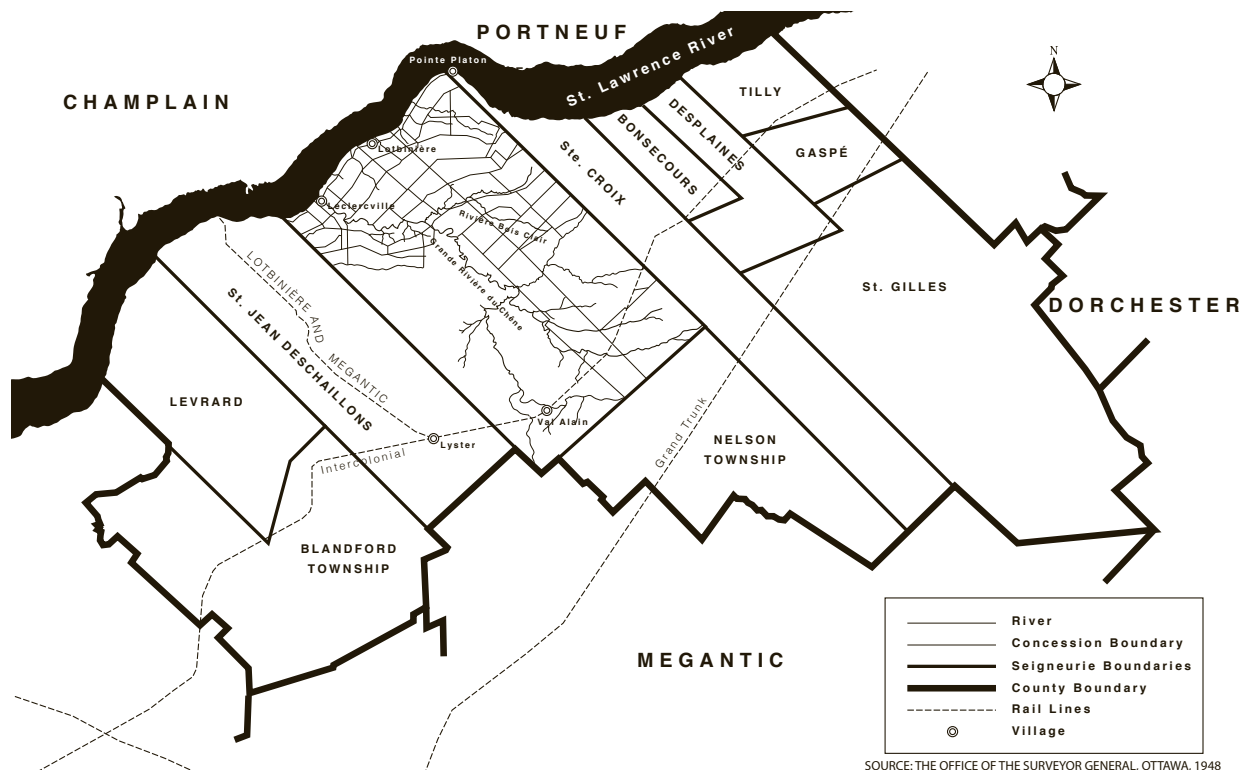 PORTNEUF
St. Lawrence River
N
Pointe Platon
CHAMPLAIN
TILLY
DESPLAINES
BONSECOURS
GASPÉ
Ste. CROIX
Lotbinière
Leclercville
Rivière Bois Clair
Grande Rivière du Chêne
LOTBINIÈRE AND MEGANTIC
St. JEAN DESCHAILLONS
St. GILLES
DORCHESTER
LEVRARD
Val Alain
Lyster
Intercolonial
Grand Trunk
NELSON
TOWNSHIP
BLANDFORD
TOWNSHIP
MEGANTIC
River
Concession Boundary
Seigneurie Boundaries
County Boundary
Rail Lines
Village
SOURCE: THE OFFICE OF THE SURVEYOR GENERAL, OTTAWA, 1948